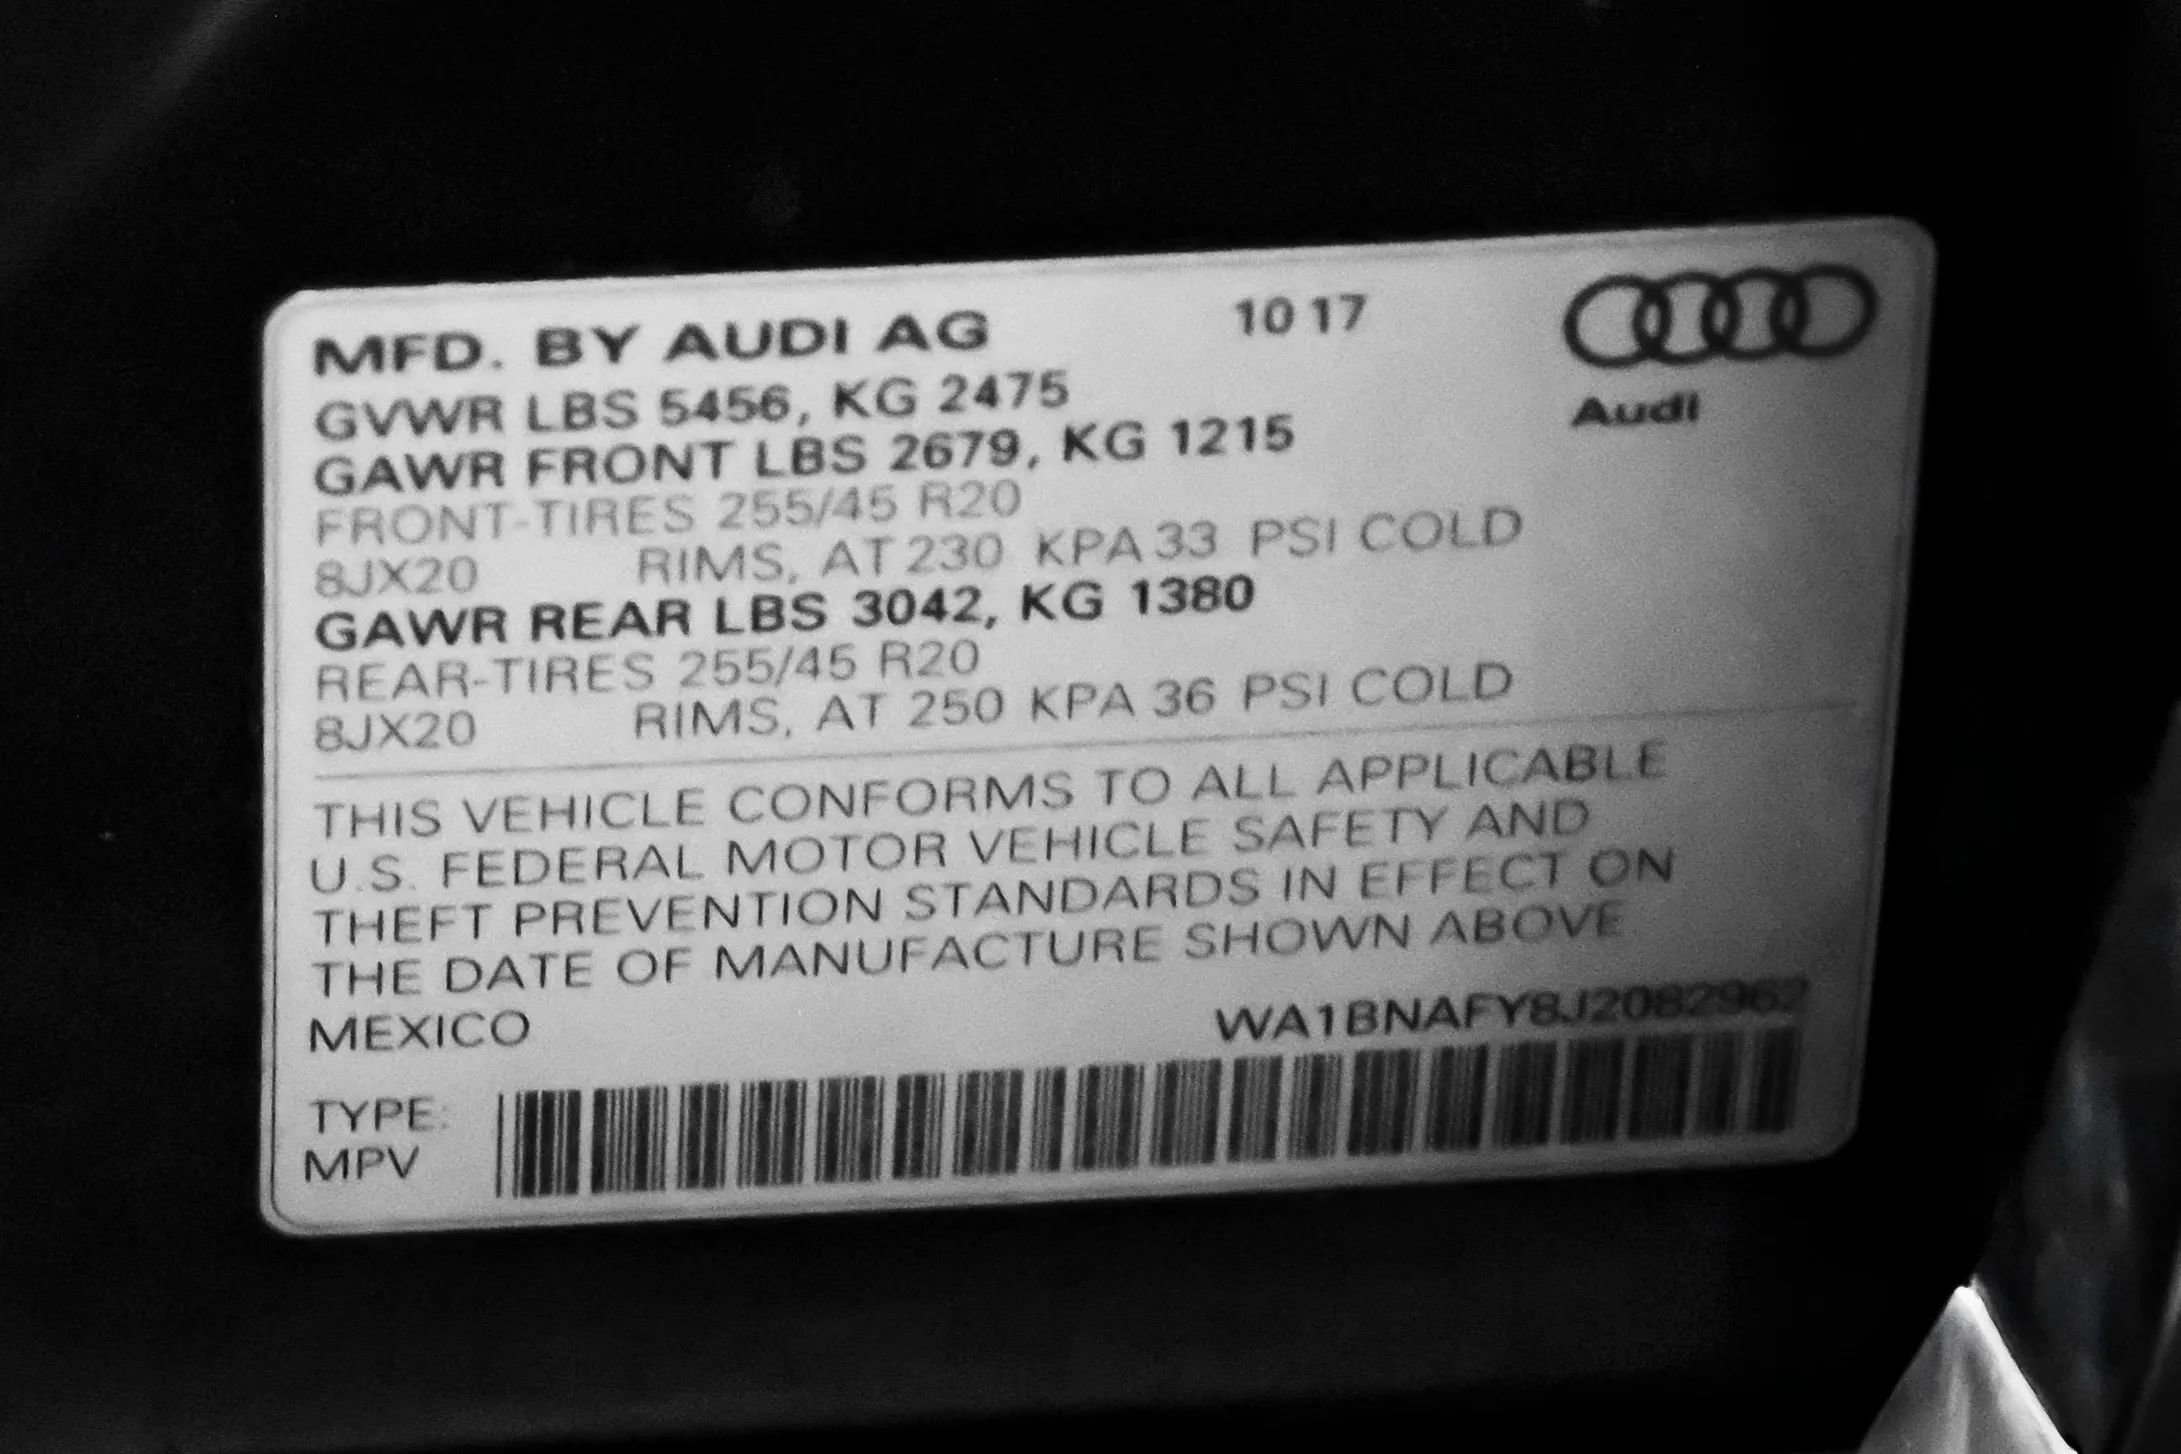 MFD. BY AUDI AG 10 17
Audi
GVWR LBS 5456, KG 2475
GAWR FRONT LBS 2679, KG 1215
FRONT-TIRES 255/45 R20
8JX20 RIMS, AT 230 KPA 33 PSI COLD
GAWR REAR LBS 3042, KG 1380
REAR-TIRES 255/45 R20
8JX20 RIMS, AT 250 KPA 36 PSI COLD
THIS VEHICLE CONFORMS TO ALL APPLICABLE
U.S. FEDERAL MOTOR VEHICLE SAFETY AND
THEFT PREVENTION STANDARDS IN EFFECT ON
THE DATE OF MANUFACTURE SHOWN ABOVE
MEXICO WA1BNAFY8J2082962
TYPE:
MPV